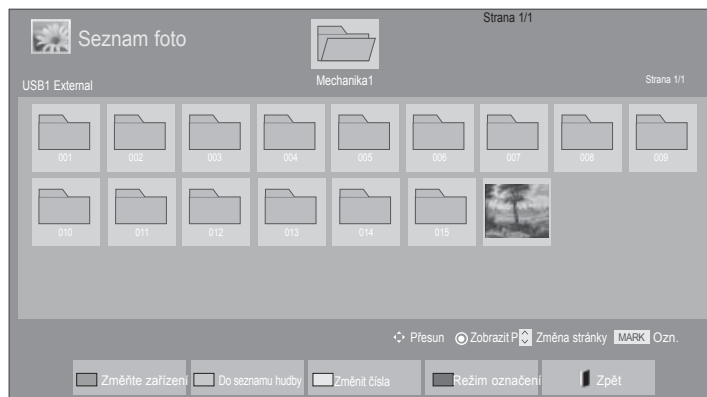 Strana 1/1
Seznam foto
Mechanika1
USB1 External
Strana 1/1
001 002 003 004 005 006 007 008 009
010 011 012 013 014 015
Přesun Zobrazit P Změna stránky MARK Ozn.
Změňte zařízení Do seznamu hudby Změnit čísla Režim označení Zpět